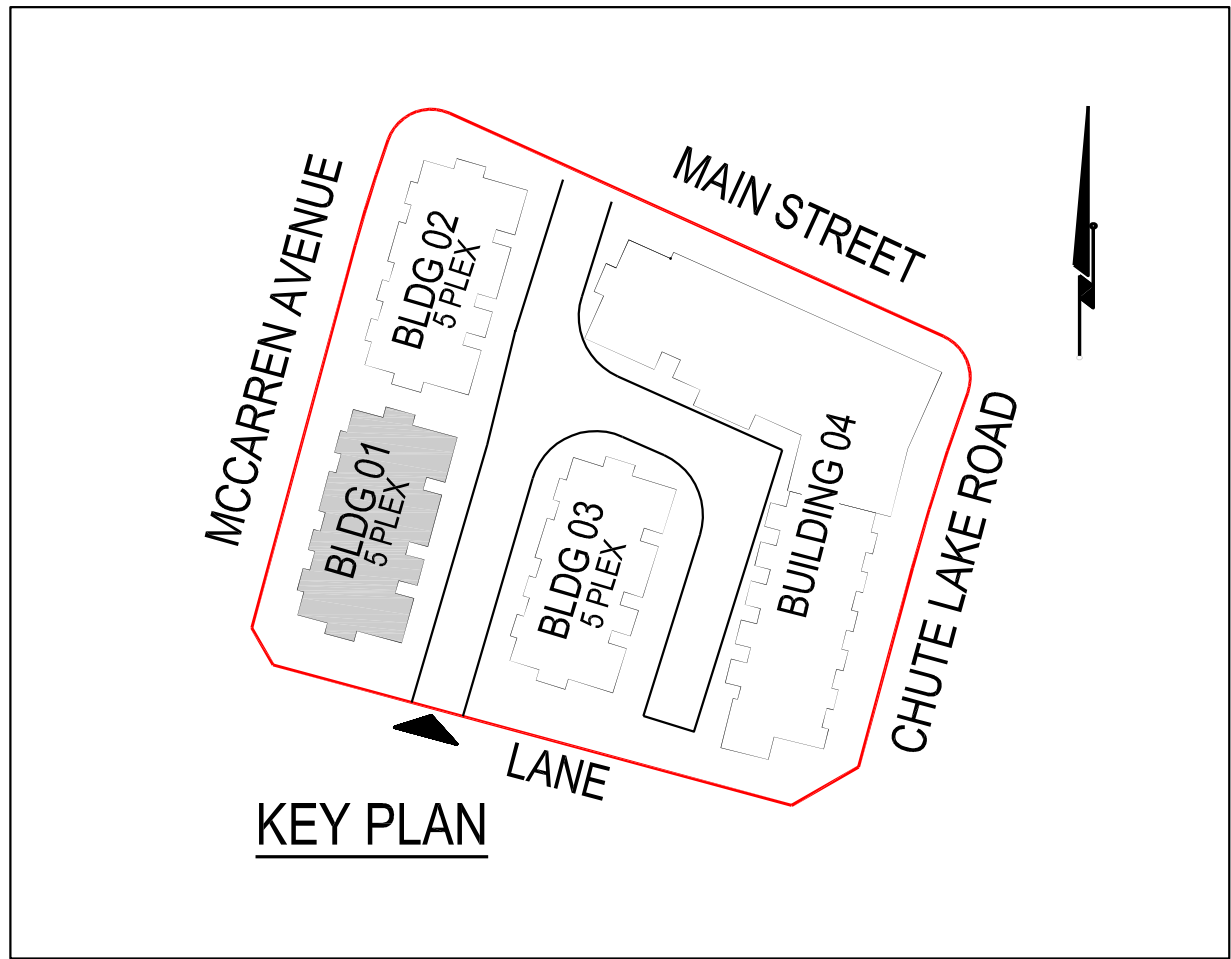 MAIN STREET
MCCARREN AVENUE
BLDG 02
5 PLEX
BLDG 01
5 PLEX
BLDG 03
5 PLEX
BUILDING 04
CHUTE LAKE ROAD
LANE
KEY PLAN